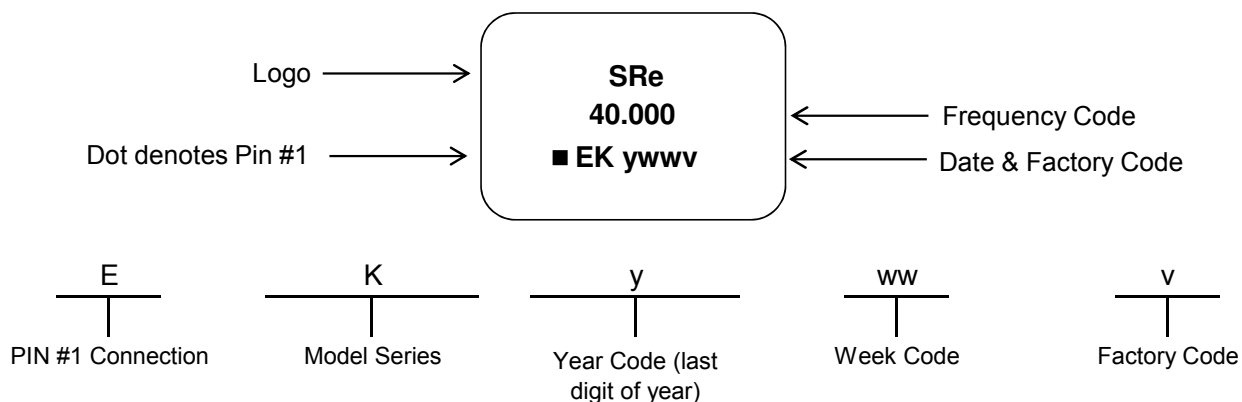 SRe
Logo
40.000
Frequency Code
Dot denotes Pin #1
■ EK ywwv
Date & Factory Code
E
K
y
ww
v
PIN #1 Connection
Model Series
Year Code (last
digit of year)
Week Code
Factory Code